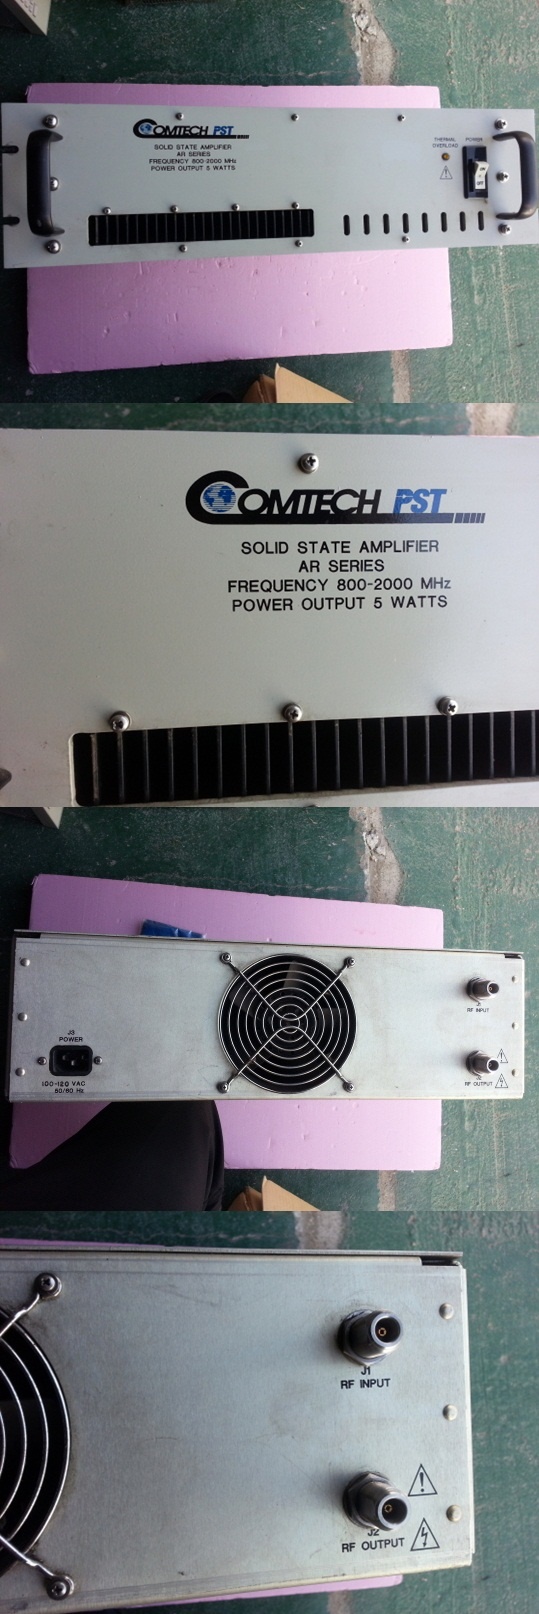 COMTECH PST
SOLID STATE AMPLIFIER
AR SERIES
FREQUENCY 800-2000 MHz
POWER OUTPUT 5 WATTS
THERMAL
OVERLOAD
POWER
OFF
COMTECH PST
SOLID STATE AMPLIFIER
AR SERIES
FREQUENCY 800-2000 MHz
POWER OUTPUT 5 WATTS
J3
POWER
100-120 VAC
50/60 Hz
J1
RF INPUT
J2
RF OUTPUT
J1
RF INPUT
J2
RF OUTPUT